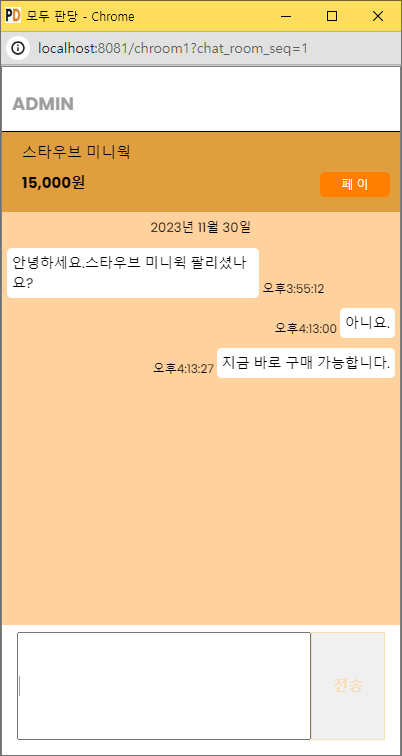 PD 모두 판당 - Chrome
localhost:8081/chroom1?chat_room_seq=1
ADMIN
스타우브 미니웍
15,000원
페 이
2023년 11월 30일
안녕하세요.스타우브 미니웍 팔리셨나
요?
오후3:55:12
오후4:13:00 아니요.
오후4:13:27 지금 바로 구매 가능합니다.
전송